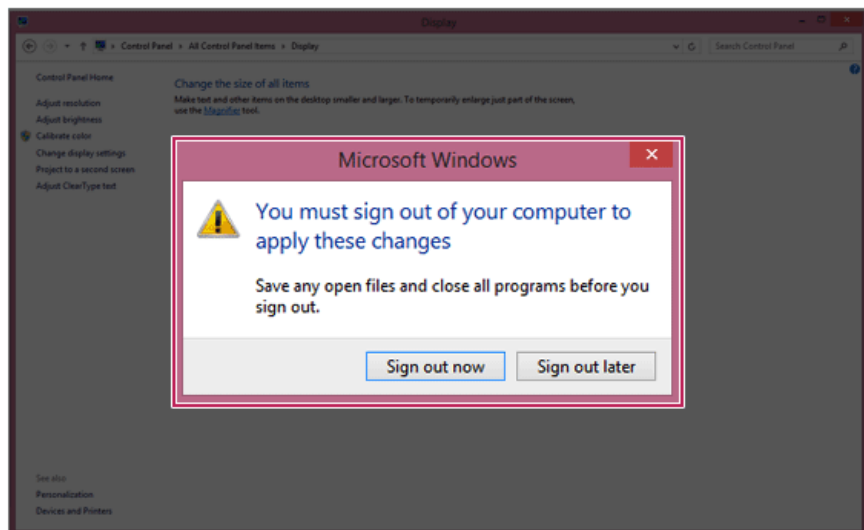 Display
Control Panel › All Control Panel Items › Display
Search Control Panel
Control Panel Home
Adjust resolution
Adjust brightness
Calibrate color
Change display settings
Project to a second screen
Adjust ClearType text
Change the size of all items
Make text and other items on the desktop smaller and larger. To temporarily enlarge just part of the screen,
use the Magnifier tool.
Microsoft Windows
You must sign out of your computer to
apply these changes
Save any open files and close all programs before you
sign out.
Sign out now
Sign out later
See also
Personalization
Devices and Printers